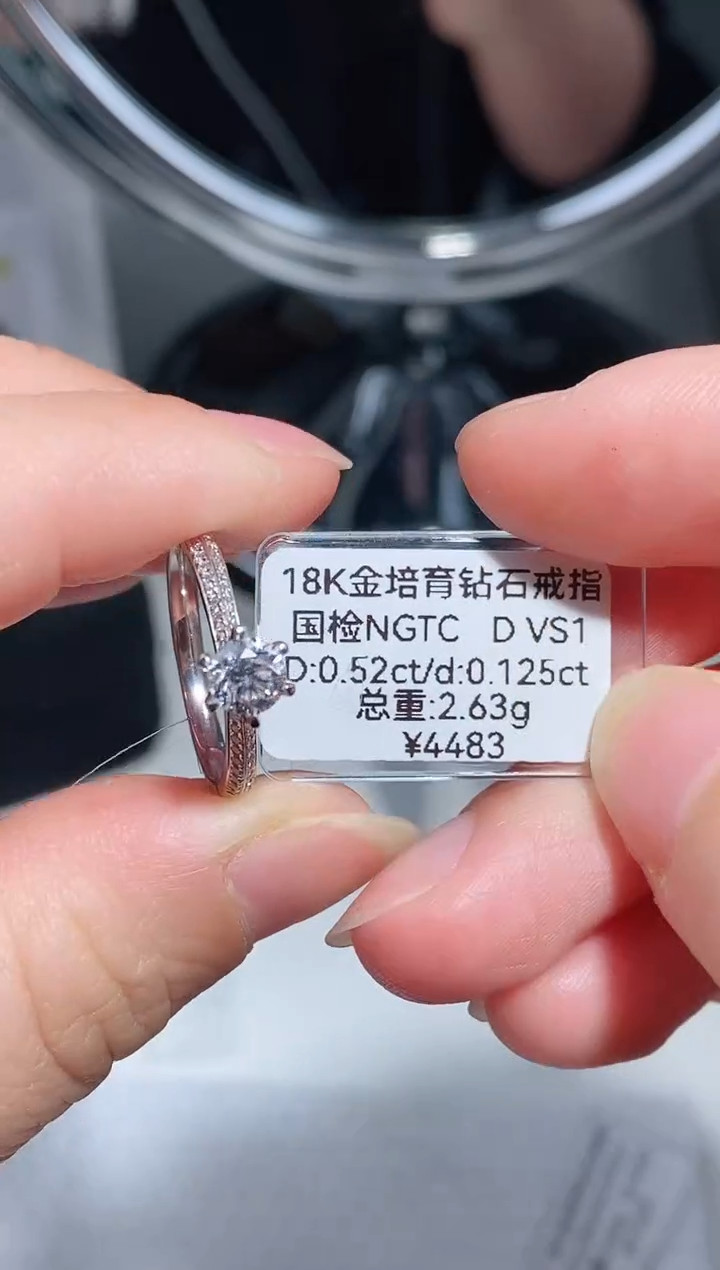 18K金培育钻石戒指
国检NGTC D VS1
D:0.52ct/d:0.125ct
总重:2.63g
¥4483